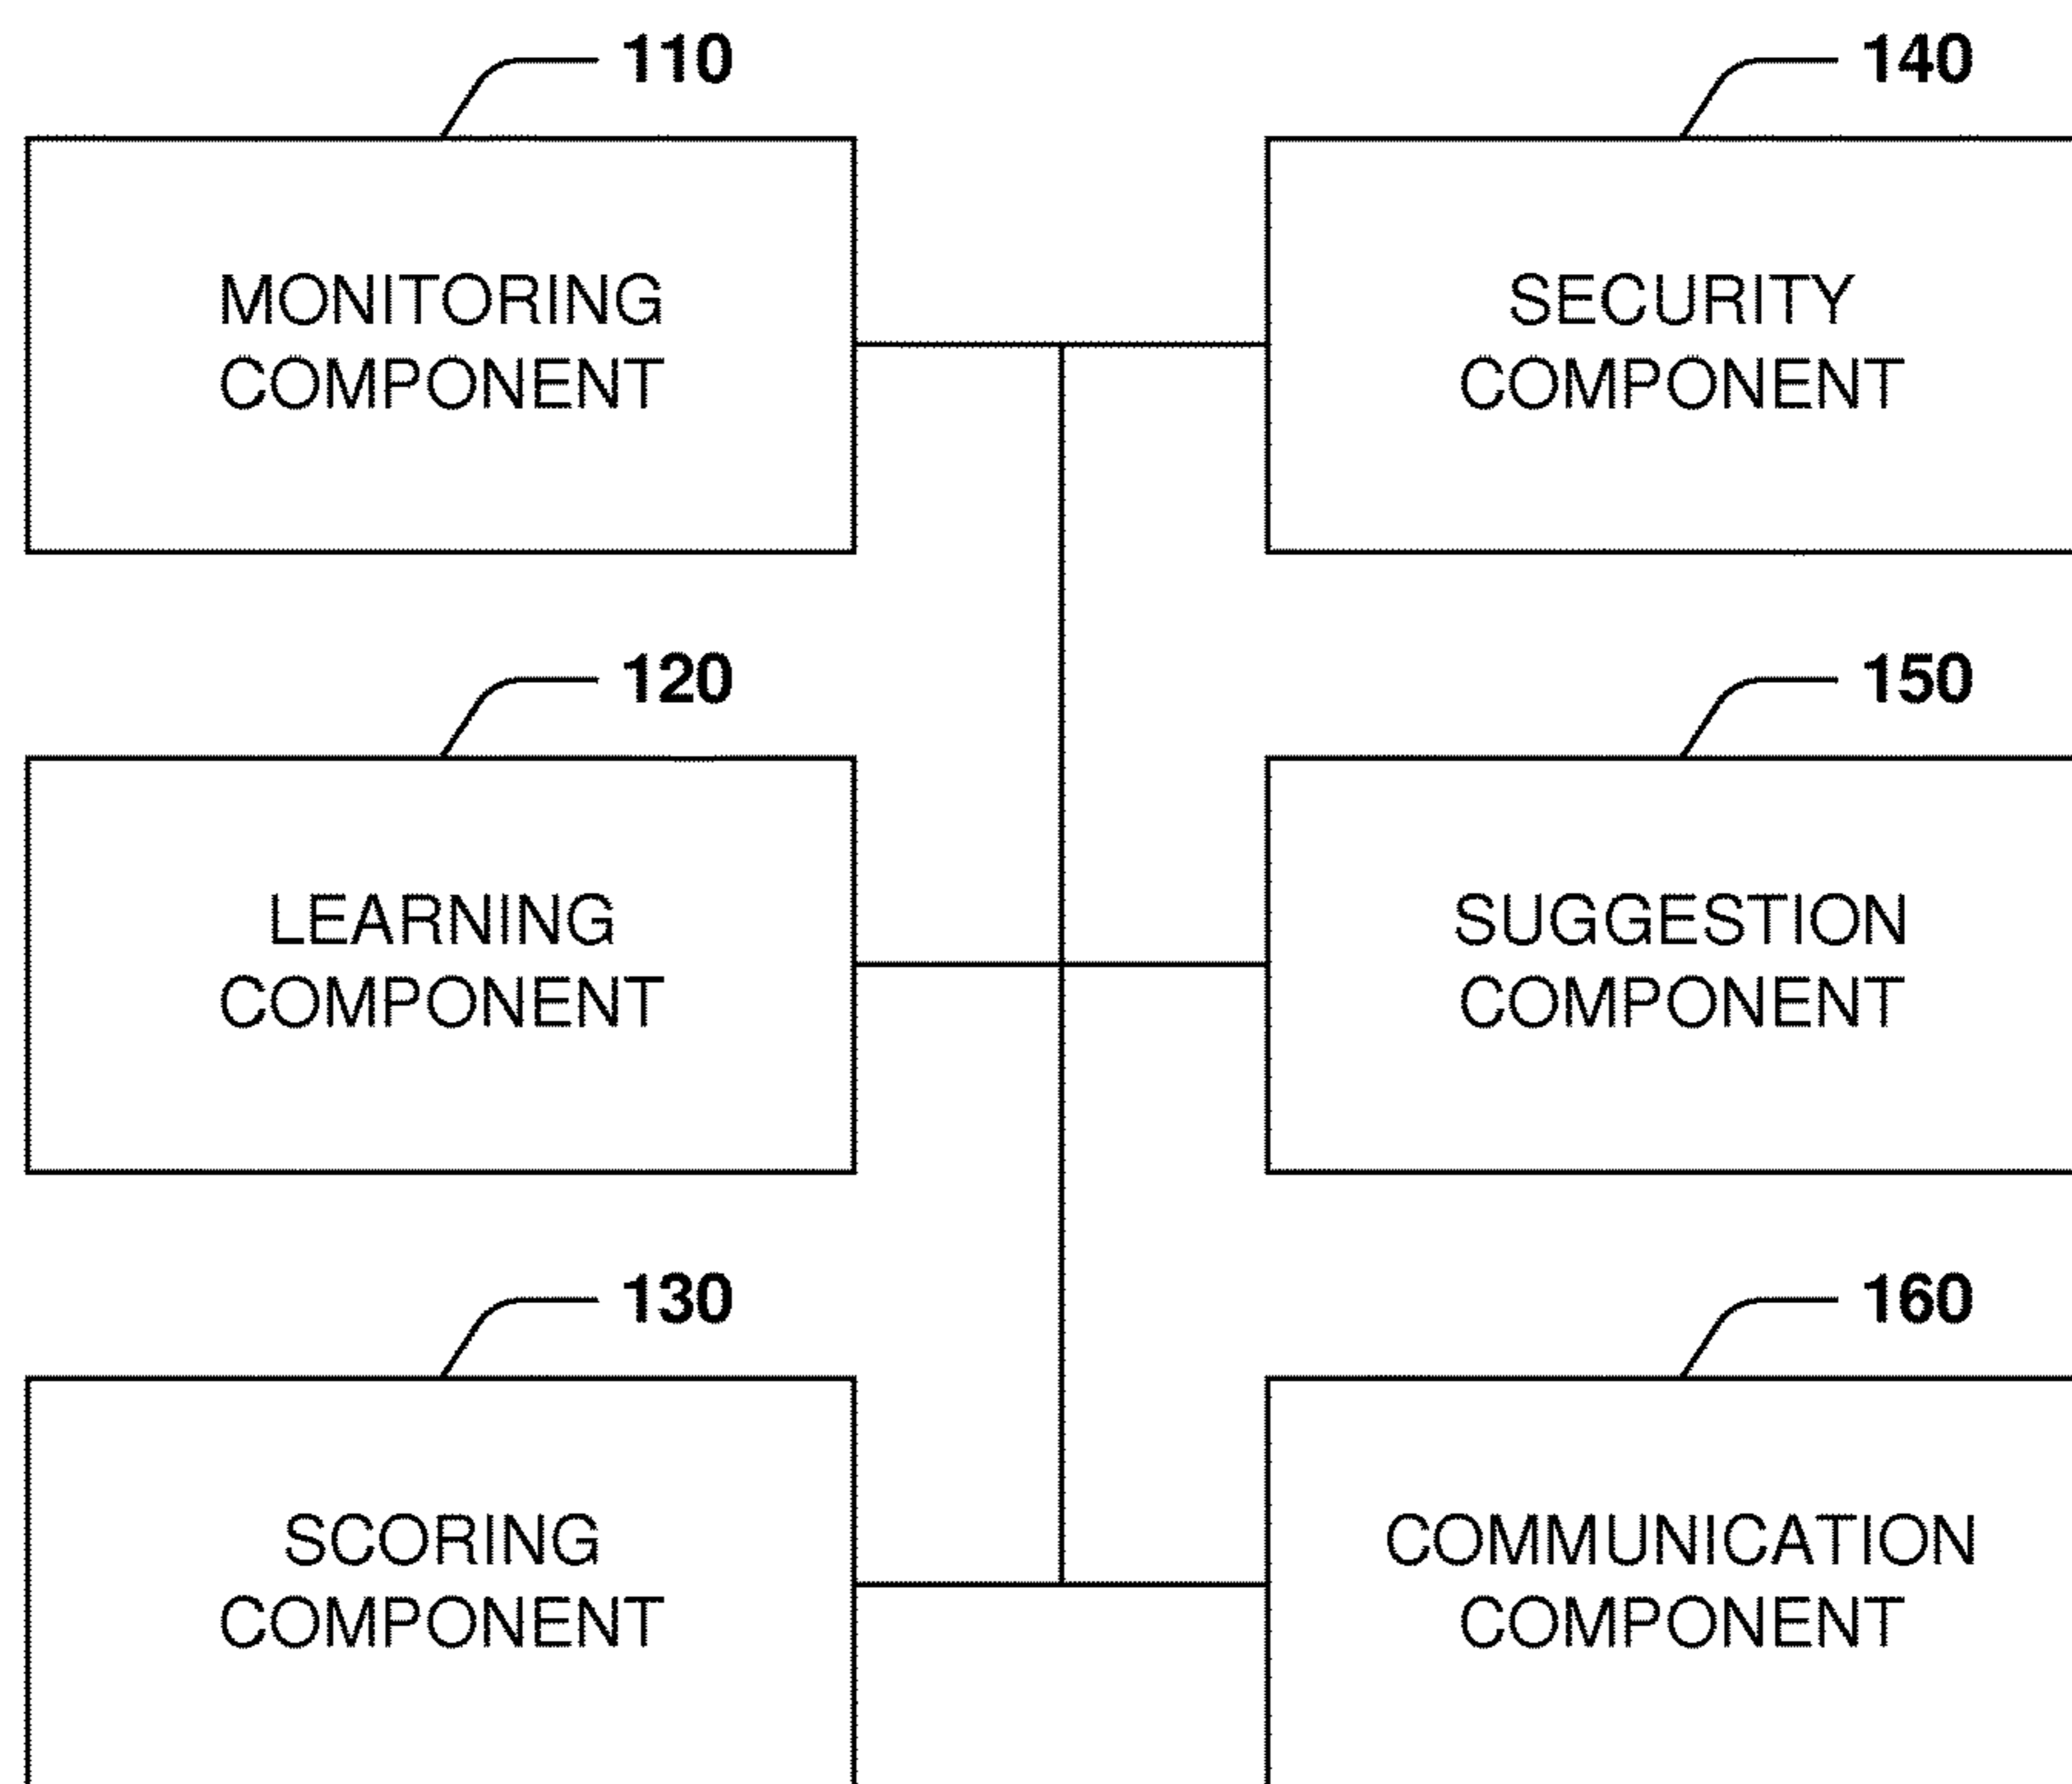 110
MONITORING
COMPONENT
140
SECURITY
COMPONENT
120
LEARNING
COMPONENT
150
SUGGESTION
COMPONENT
130
SCORING
COMPONENT
160
COMMUNICATION
COMPONENT